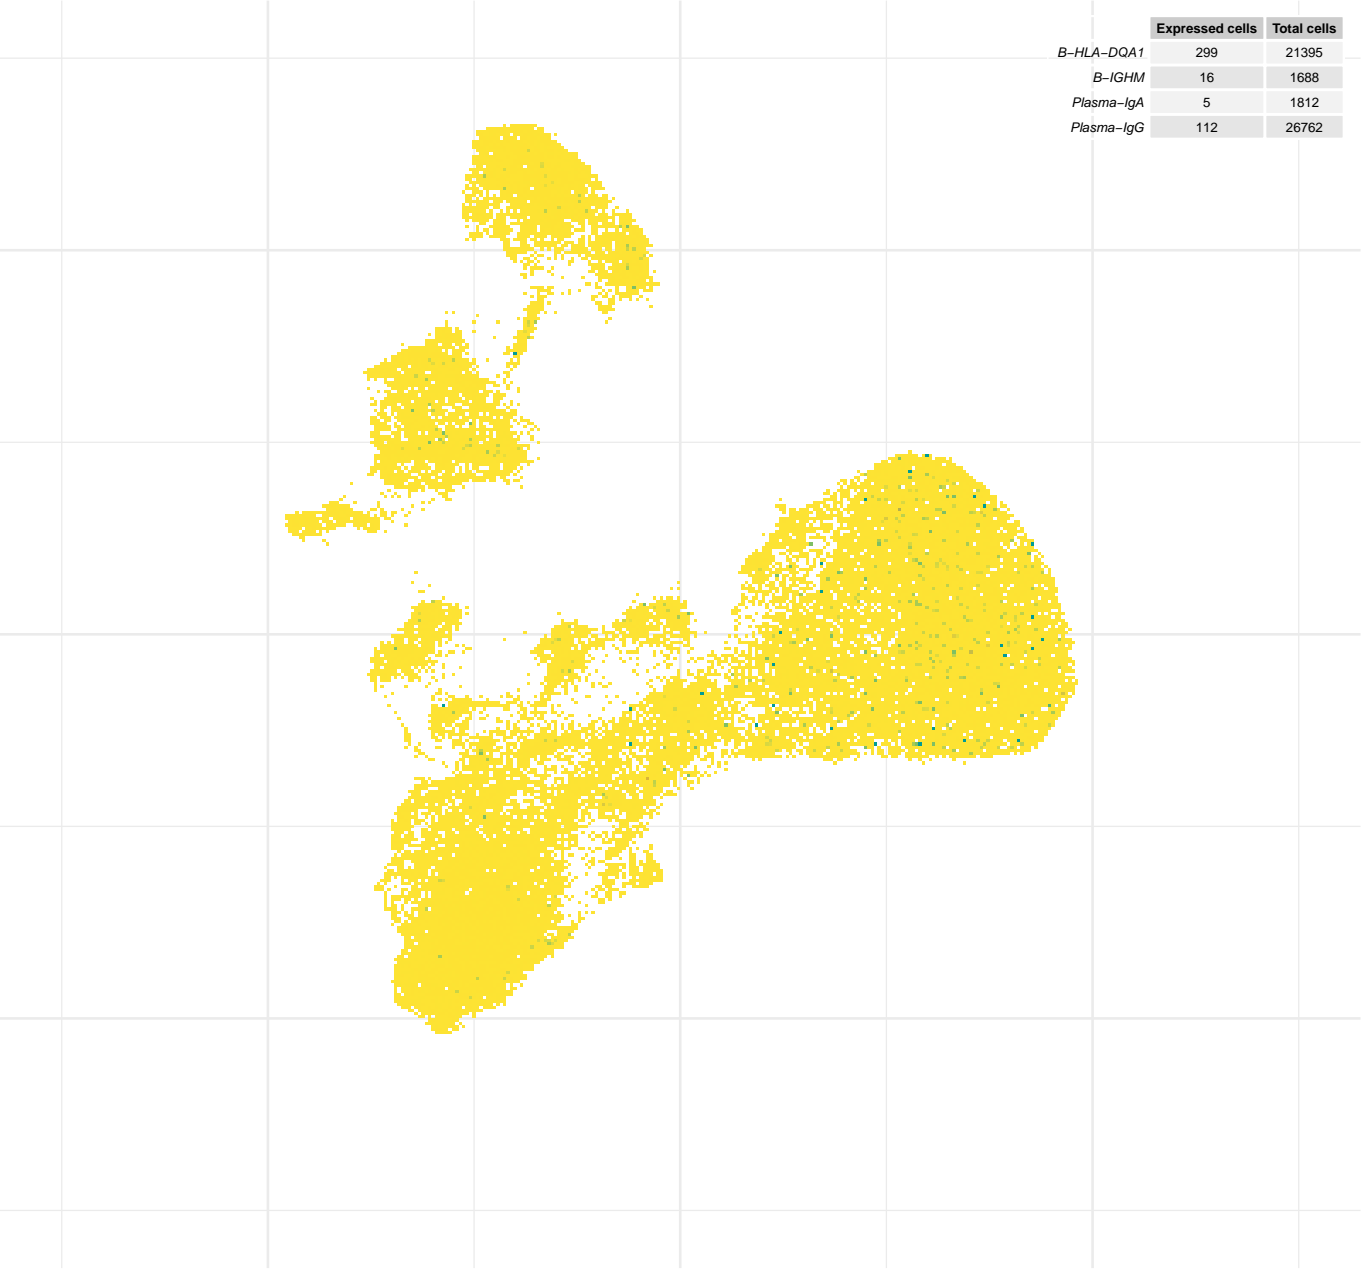 Expressed cells Total cells
B−HLA−DQA1 299 21395
B−IGHM 16 1688
Plasma−IgA 5 1812
Plasma−IgG 112 26762